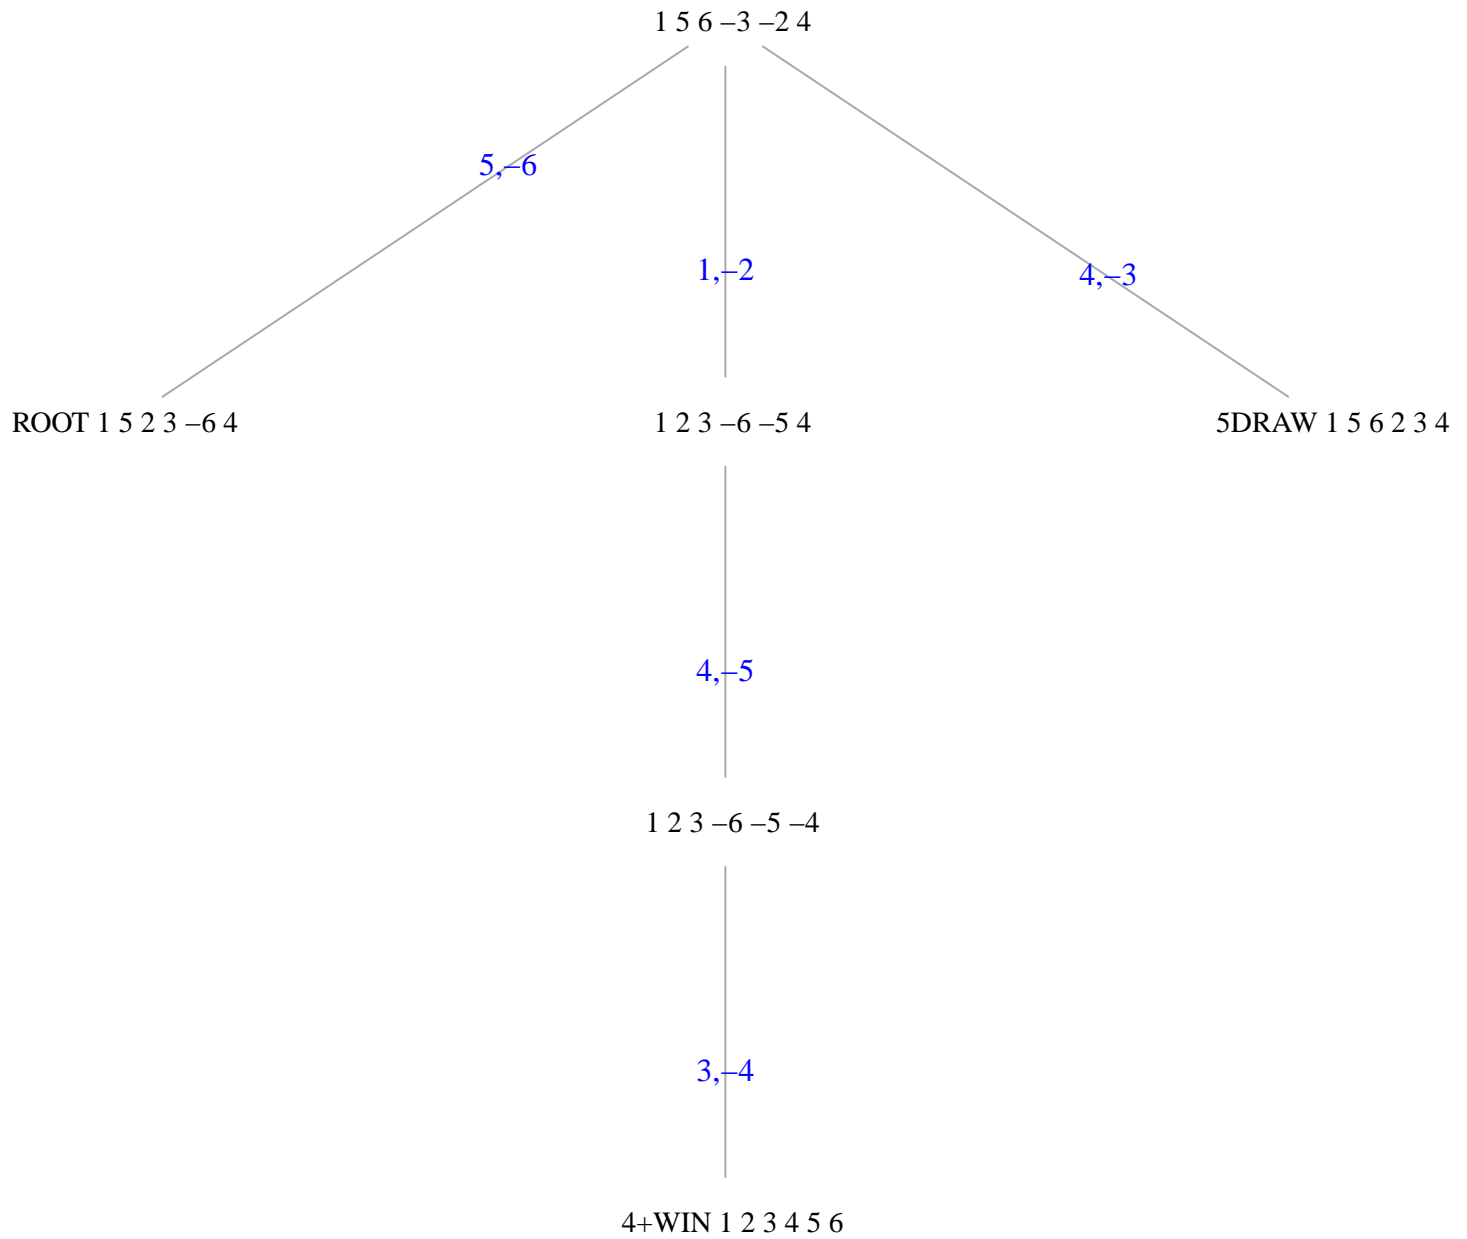 1 5 6 –3 –2 4
5,–6
1,–2
4,–3
ROOT 1 5 2 3 –6 4
1 2 3 –6 –5 4
5DRAW 1 5 6 2 3 4
4,–5
1 2 3 –6 –5 –4
3,–4
4+WIN 1 2 3 4 5 6